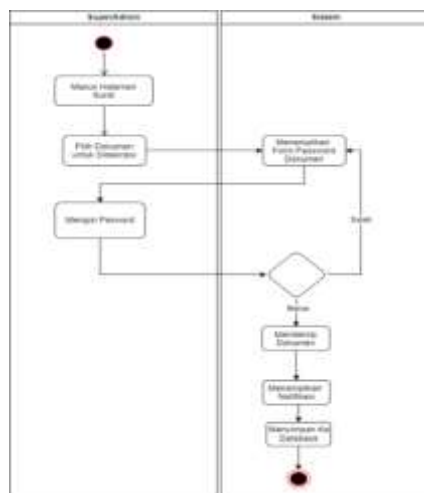 SuperAdmin
Sistem
Masuk Halaman
Surat
Pilih Dokumen
untuk Didekripsi
Menampilkan
Form Password
Dokumen
Mengisi Password
Salah
Benar
Dokumen
Menampilkan
Notifikasi
Menyimpan Ke
Database